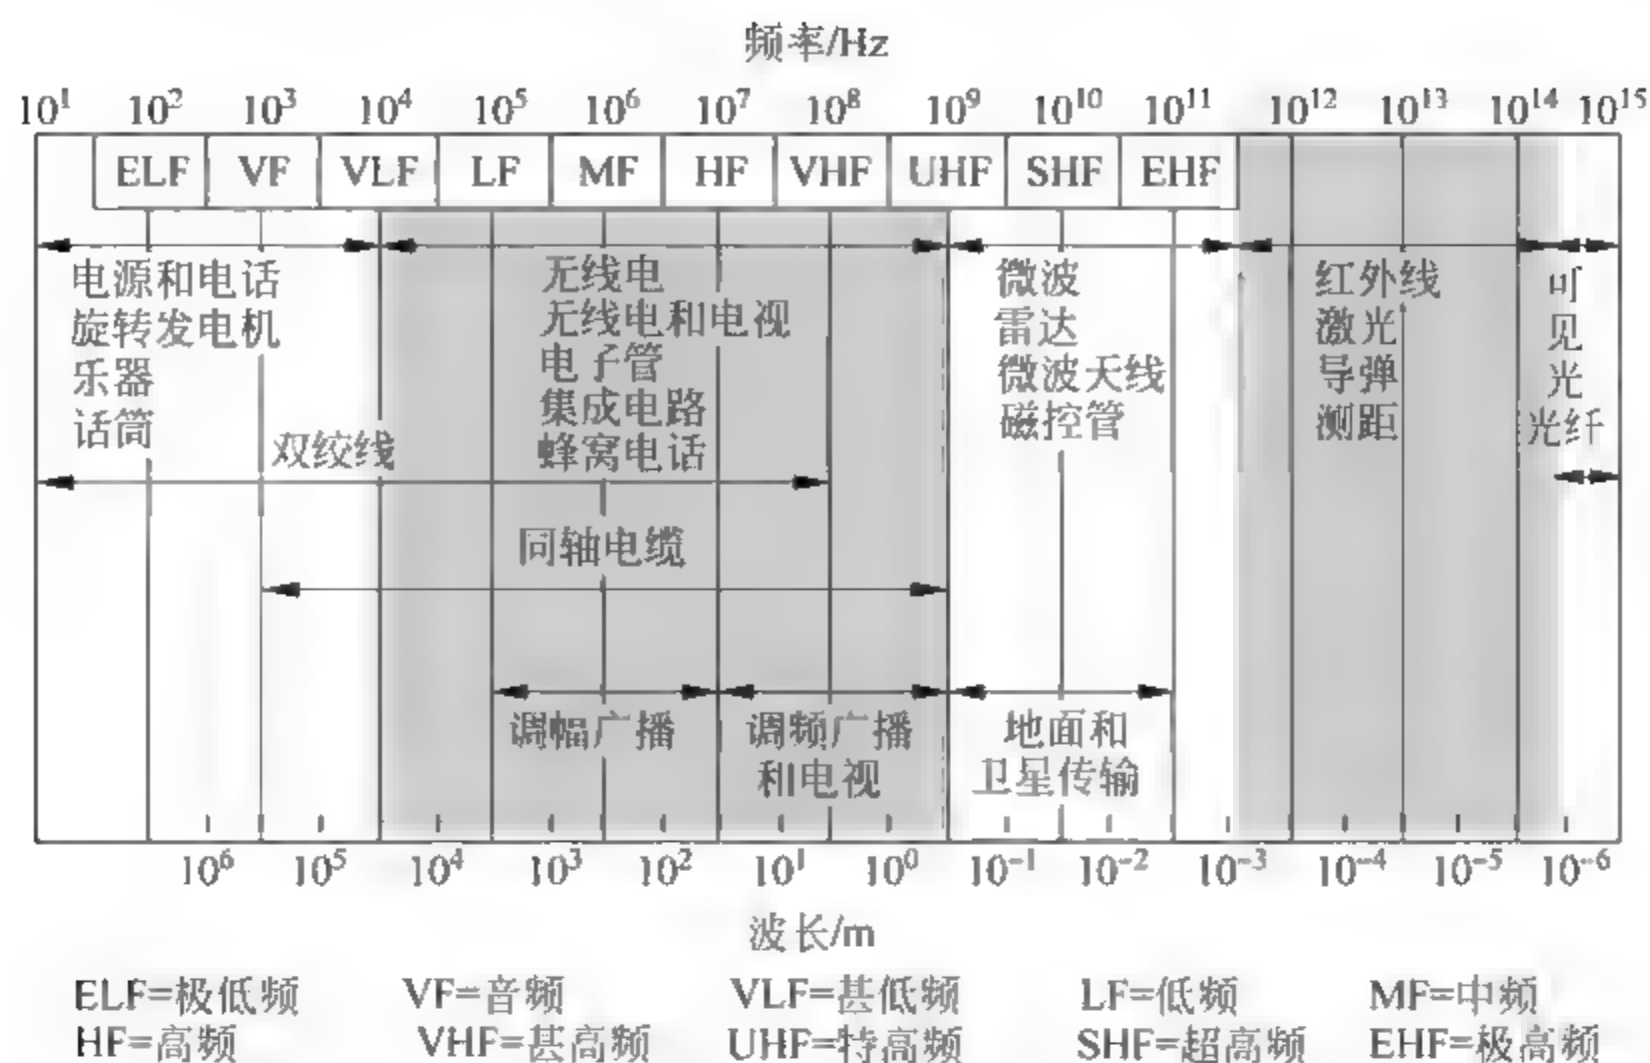 频率/Hz
10¹ 10² 10³ 10⁴ 10⁵ 10⁶ 10⁷ 10⁸ 10⁹ 10¹⁰ 10¹¹ 10¹² 10¹³ 10¹⁴ 10¹⁵
ELF VF VLF LF MF HF VHF UHF SHF EHF
电源和电话
旋转发电机
乐器
话筒
无线电
无线电和电视
电子管
集成电路
蜂窝电话
微波
雷达
微波天线
磁控管
红外线
激光
导弹
测距
可
见
光
光纤
双绞线
同轴电缆
调幅广播
调频广播
和电视
地面和
卫星传输
10⁶ 10⁵ 10⁴ 10³ 10² 10¹ 10⁰ 10⁻¹ 10⁻² 10⁻³ 10⁻⁴ 10⁻⁵ 10⁻⁶
波长/m
ELF=极低频 VF=音频 VLF=甚低频 LF=低频 MF=中频
HF=高频 VHF=甚高频 UHF=特高频 SHF=超高频 EHF=极高频